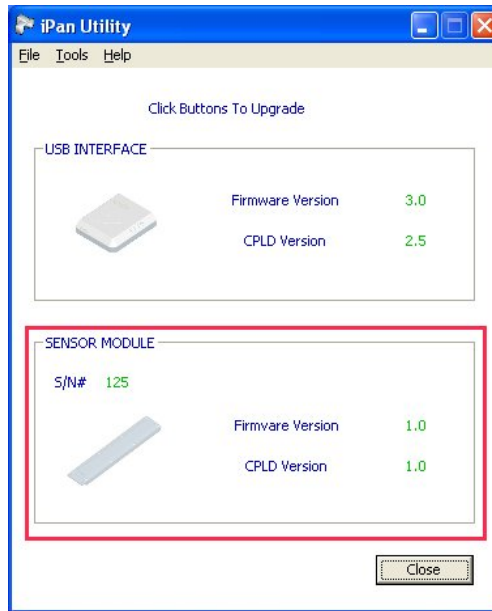 iPan Utility
File Tools Help
Click Buttons To Upgrade
USB INTERFACE
Firmware Version 3.0
CPLD Version 2.5
SENSOR MODULE
S/N# 125
Firmvare Version 1.0
CPLD Version 1.0
Close